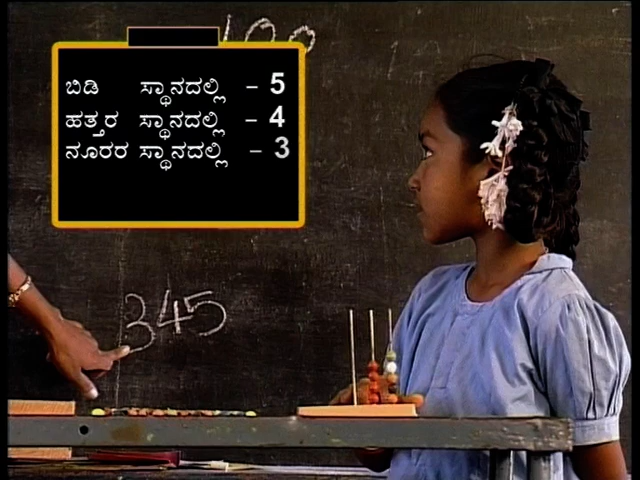 ಬಿಡಿ ಸ್ಥಾನದಲ್ಲಿ - 5
ಹತ್ತರ ಸ್ಥಾನದಲ್ಲಿ - 4
ನೂರರ ಸ್ಥಾನದಲ್ಲಿ - 3
345